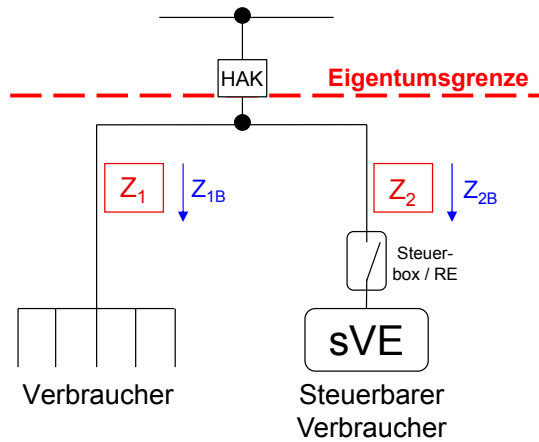 HAK
Eigentumsgrenze
Z1
Z1B
Z2
Z2B
Steuer-
box / RE
sVE
Verbraucher
Steuerbarer
Verbraucher